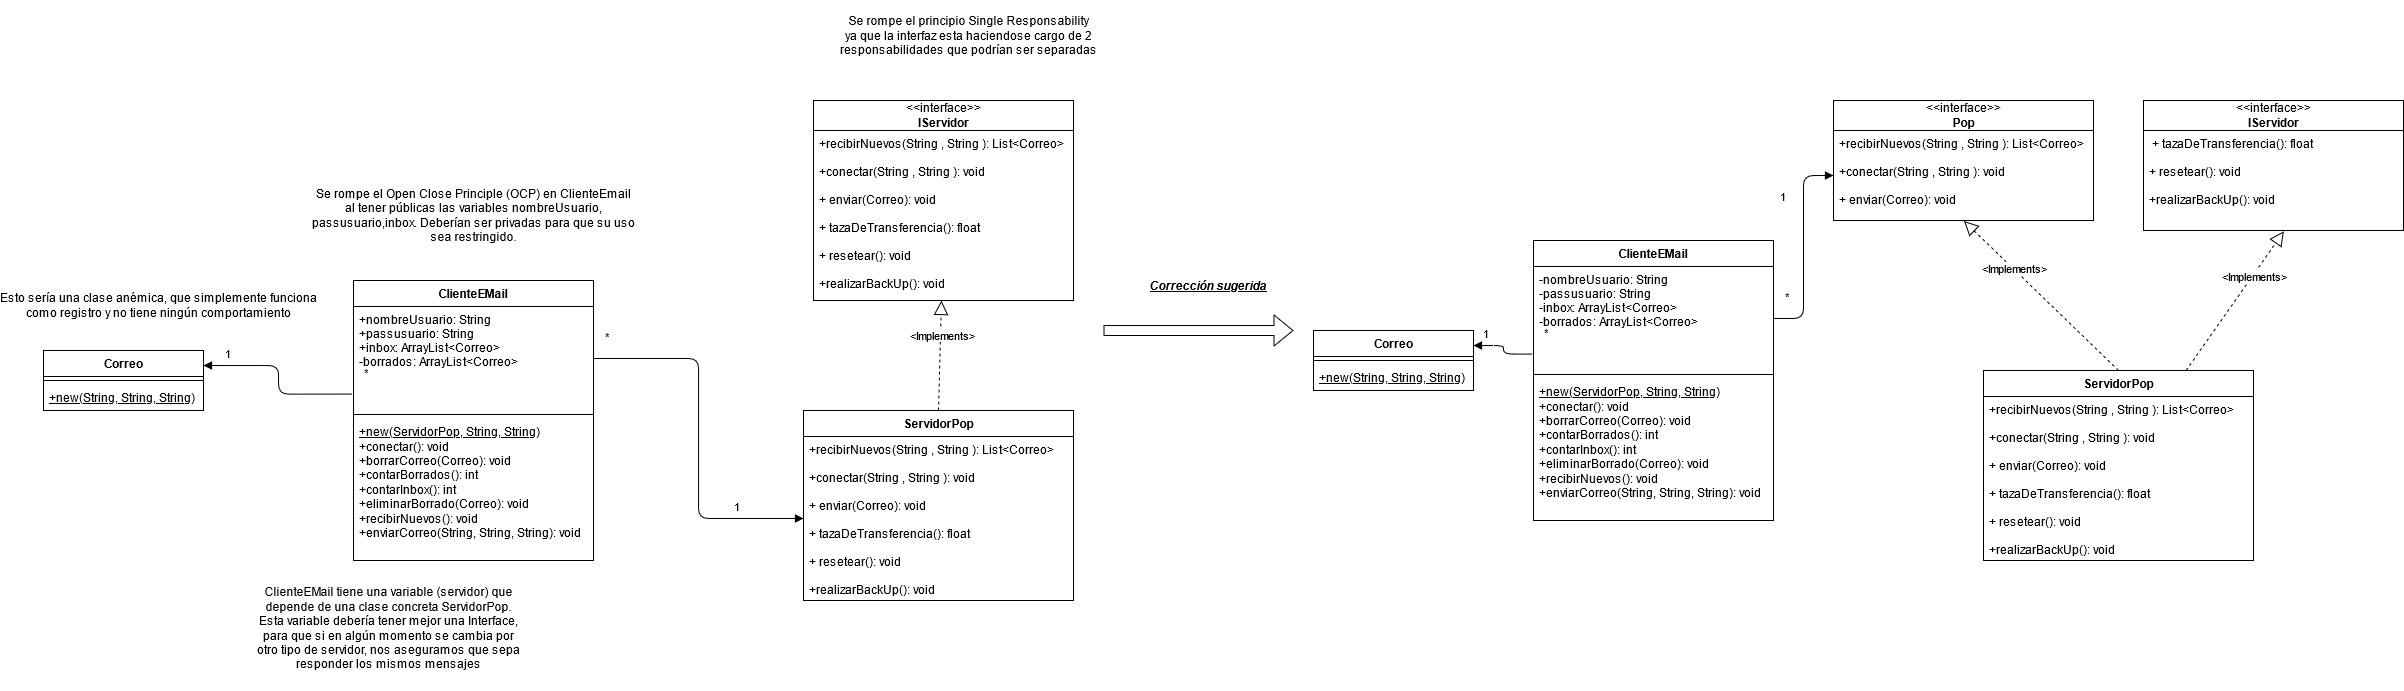 Se rompe el principio Single Responsability
ya que la interfaz esta haciendose cargo de 2
responsabilidades que podrían ser separadas
Se rompe el Open Close Principle (OCP) en ClienteEmail
al tener públicas las variables nombreUsuario,
passusuario,inbox. Deberían ser privadas para que su uso
sea restringido.
Esto sería una clase anémica, que simplemente funciona
como registro y no tiene ningún comportamiento
Correo
+new(String, String, String)
1
ClienteEMail
+nombreUsuario: String
+passusuario: String
+inbox: ArrayList<Correo>
-borrados: ArrayList<Correo>
*
+new(ServidorPop, String, String)
+conectar(): void
+borrarCorreo(Correo): void
+contarBorrados(): int
+contarInbox(): int
+eliminarBorrado(Correo): void
+recibirNuevos(): void
+enviarCorreo(String, String, String): void
*
1
ClienteEMail tiene una variable (servidor) que
depende de una clase concreta ServidorPop.
Esta variable debería tener mejor una Interface,
para que si en algún momento se cambia por
otro tipo de servidor, nos aseguramos que sepa
responder los mismos mensajes
<<interface>>
IServidor
+recibirNuevos(String , String ): List<Correo>
+conectar(String , String ): void
+ enviar(Correo): void
+ tazaDeTransferencia(): float
+ resetear(): void
+realizarBackUp(): void
<Implements>
ServidorPop
+recibirNuevos(String , String ): List<Correo>
+conectar(String , String ): void
+ enviar(Correo): void
+ tazaDeTransferencia(): float
+ resetear(): void
+realizarBackUp(): void
Corrección sugerida
Correo
+new(String, String, String)
1
ClienteEMail
-nombreUsuario: String
-passusuario: String
-inbox: ArrayList<Correo>
-borrados: ArrayList<Correo>
*
+new(ServidorPop, String, String)
+conectar(): void
+borrarCorreo(Correo): void
+contarBorrados(): int
+contarInbox(): int
+eliminarBorrado(Correo): void
+recibirNuevos(): void
+enviarCorreo(String, String, String): void
*
1
<<interface>>
Pop
+recibirNuevos(String , String ): List<Correo>
+conectar(String , String ): void
+ enviar(Correo): void
<<interface>>
IServidor
+ tazaDeTransferencia(): float
+ resetear(): void
+realizarBackUp(): void
<Implements>
<Implements>
ServidorPop
+recibirNuevos(String , String ): List<Correo>
+conectar(String , String ): void
+ enviar(Correo): void
+ tazaDeTransferencia(): float
+ resetear(): void
+realizarBackUp(): void